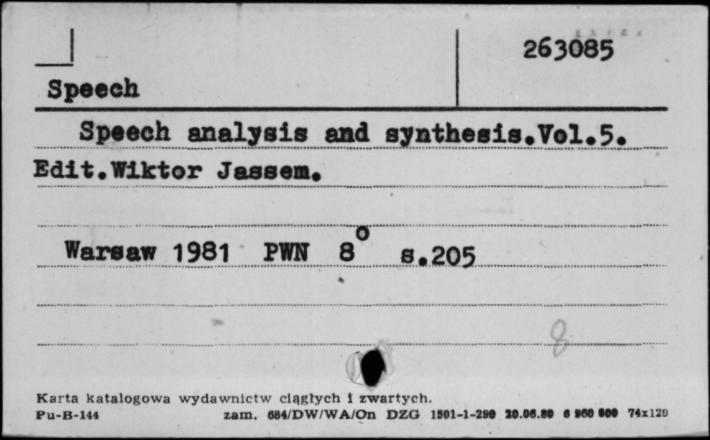 263085
Speech
Speech analysis and synthesis.Vol.5.
Edit.Wiktor Jassem.
Warsaw 1981 PWN 8° s.205
8
Karta katalogowa wydawnictw ciągłych i zwartych.
Pu-B-144 zam. 684/DW/WA/On DZG 1501-1-290 20.06.80 6 960 000 74x120